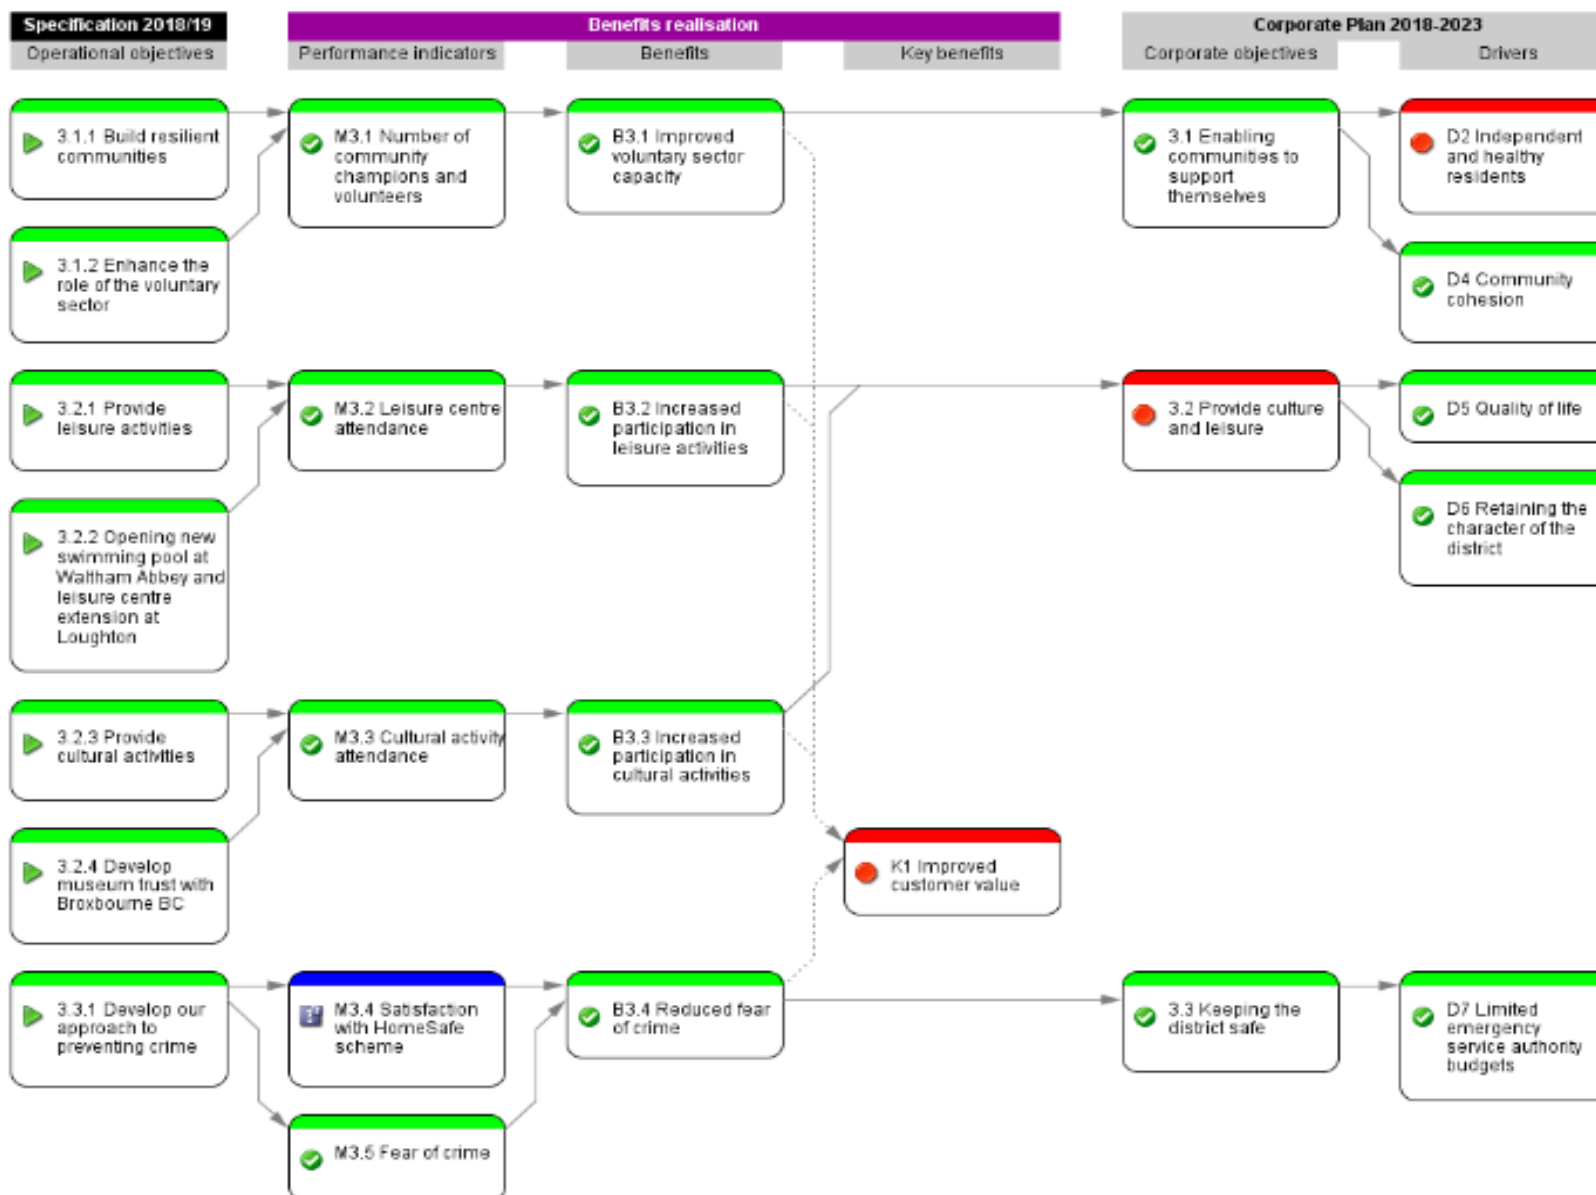 Specification 2018/19
Benefits realisation
Corporate Plan 2018-2023
Operational objectives
Performance indicators
Benefits
Key benefits
Corporate objectives
Drivers
3.1.1 Build resilient
communities
M3.1 Number of
community
champions and
volunteers
B3.1 Improved
voluntary sector
capacity
3.1 Enabling
communities to
support
themselves
D2 Independent
and healthy
residents
3.1.2 Enhance the
role of the voluntary
sector
D4 Community
cohesion
3.2.1 Provide
leisure activities
M3.2 Leisure centre
attendance
B3.2 Increased
participation in
leisure activities
3.2 Provide culture
and leisure
D5 Quality of life
3.2.2 Opening new
swimming pool at
Waltham Abbey and
leisure centre
extension at
Loughton
D6 Retaining the
character of the
district
3.2.3 Provide
cultural activities
M3.3 Cultural activity
attendance
B3.3 Increased
participation in
cultural activities
3.2.4 Develop
museum trust with
Broxbourne BC
K1 Improved
customer value
3.3.1 Develop our
approach to
preventing crime
M3.4 Satisfaction
with HomeSafe
scheme
B3.4 Reduced fear
of crime
3.3 Keeping the
district safe
D7 Limited
emergency
service authority
budgets
M3.5 Fear of crime